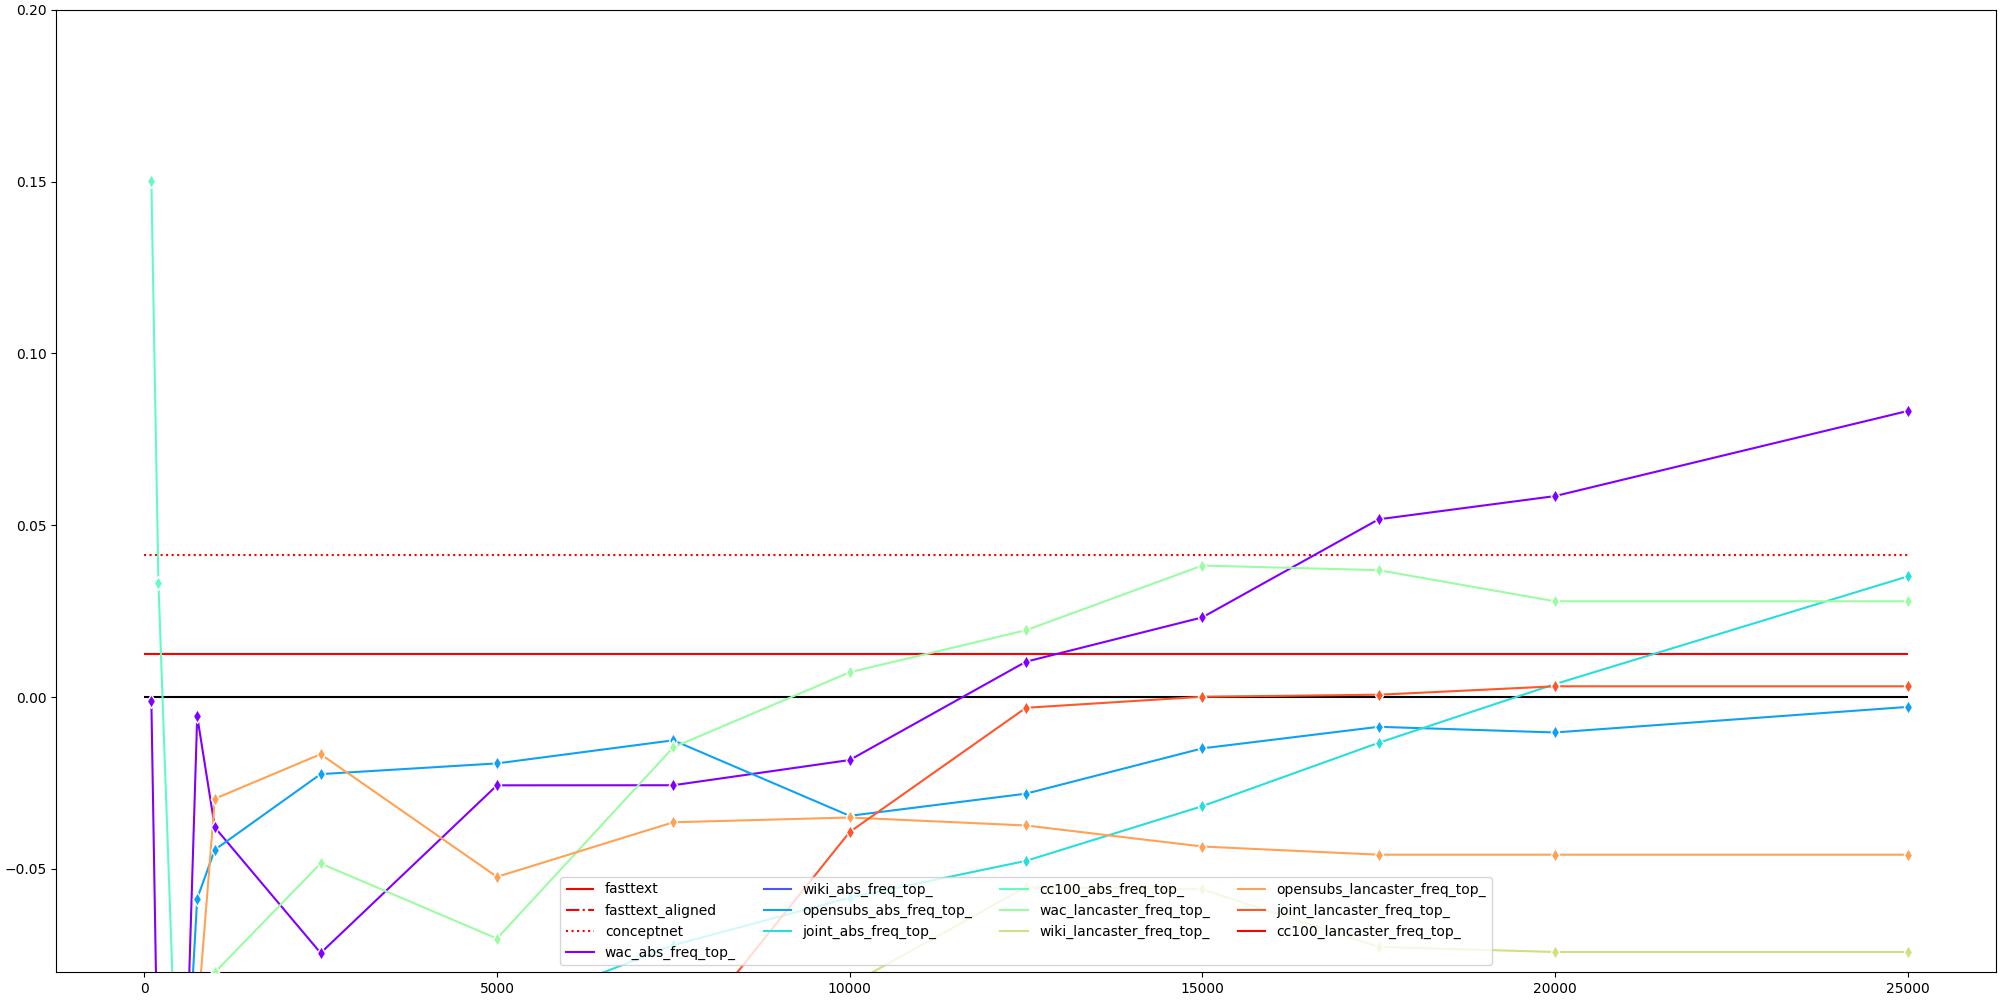 0.20
0.15
0.10
0.05
0.00
−0.05
fasttext
fasttext_aligned
conceptnet
wac_abs_freq_top_
wiki_abs_freq_top_
opensubs_abs_freq_top_
joint_abs_freq_top_
cc100_abs_freq_top_
wac_lancaster_freq_top_
wiki_lancaster_freq_top_
opensubs_lancaster_freq_top_
joint_lancaster_freq_top_
cc100_lancaster_freq_top_
0 5000 10000 15000 20000 25000